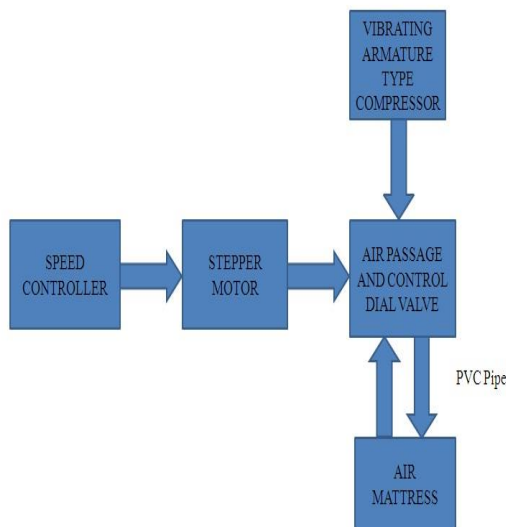 VIBRATING
ARMATURE
TYPE
COMPRESSOR
SPEED
CONTROLLER
STEPPER
MOTOR
AIR PASSAGE
AND CONTROL
DIAL VALVE
PVC Pipe
AIR
MATTRESS